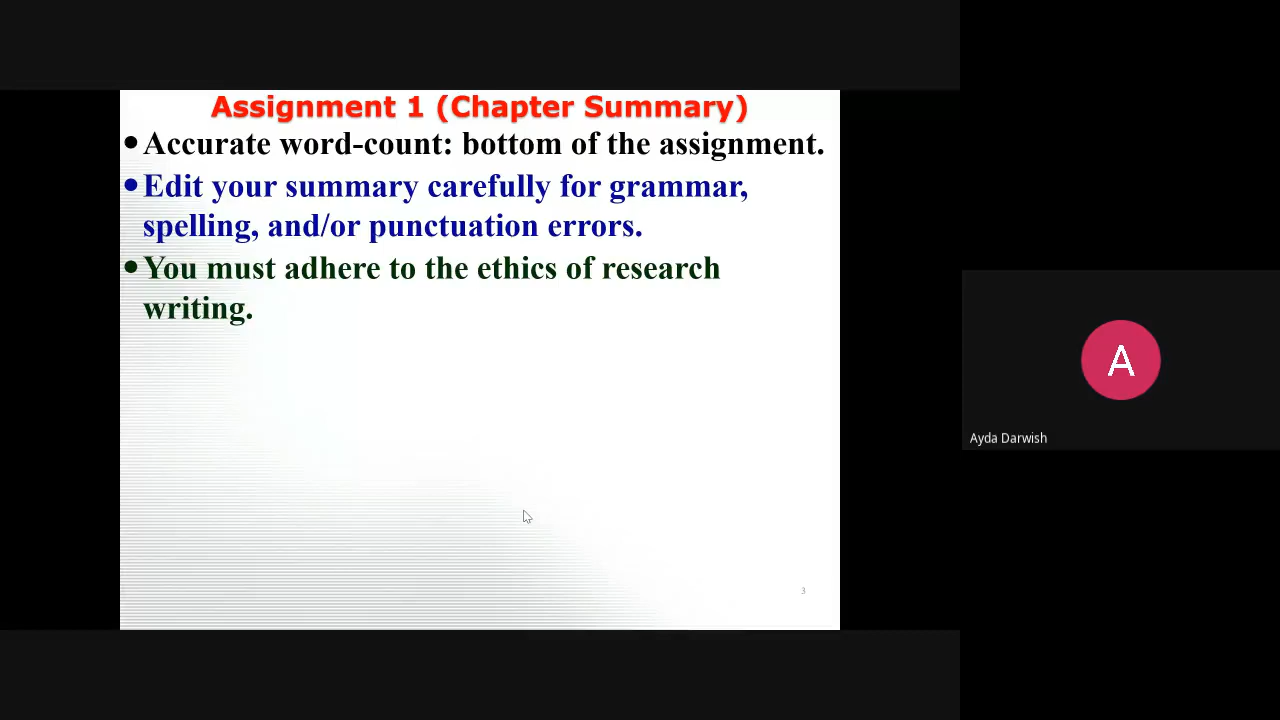 Assignment 1 (Chapter Summary)
•Accurate word-count: bottom of the assignment.
•Edit your summary carefully for grammar,
spelling, and/or punctuation errors.
•You must adhere to the ethics of research
writing.
3
A
Ayda Darwish